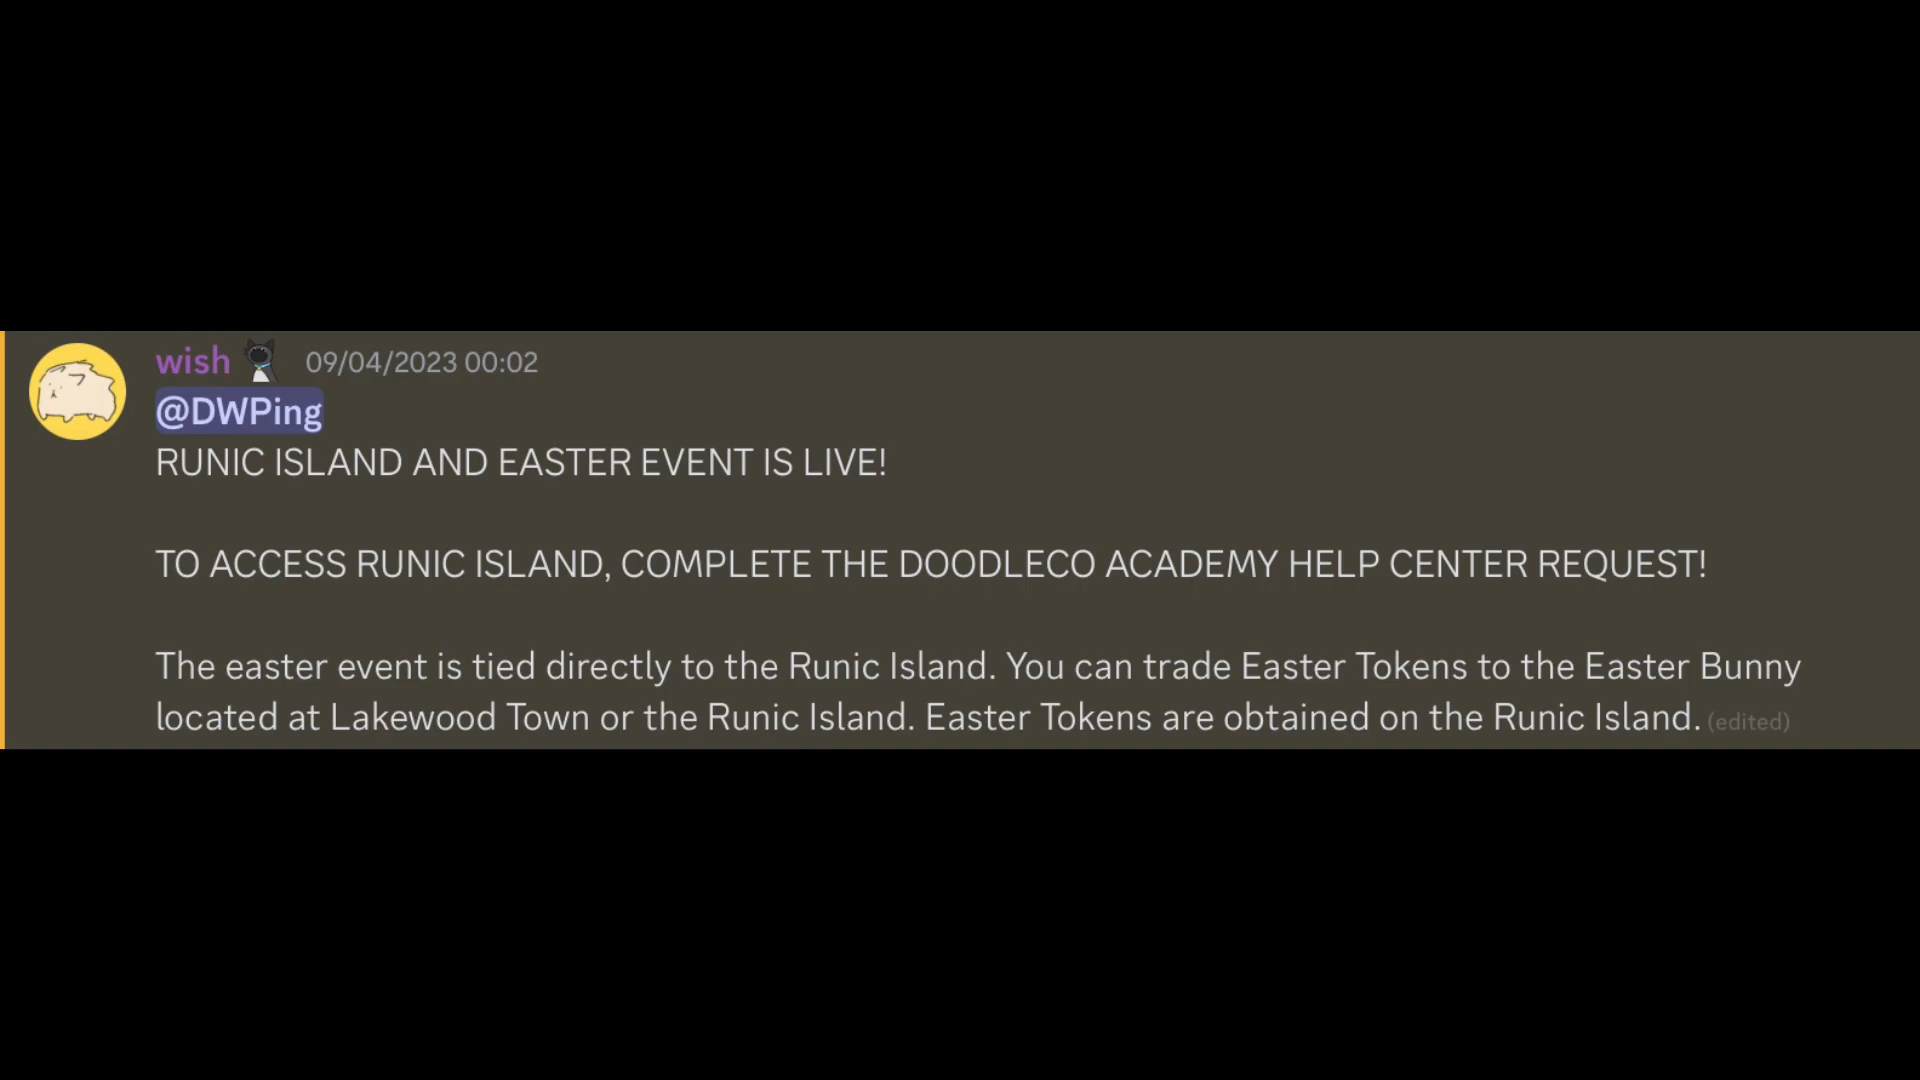 wish 09/04/2023 00:02
@DWPing
RUNIC ISLAND AND EASTER EVENT IS LIVE!
TO ACCESS RUNIC ISLAND, COMPLETE THE DOODLECO ACADEMY HELP CENTER REQUEST!
The easter event is tied directly to the Runic Island. You can trade Easter Tokens to the Easter Bunny
located at Lakewood Town or the Runic Island. Easter Tokens are obtained on the Runic Island. (edited)